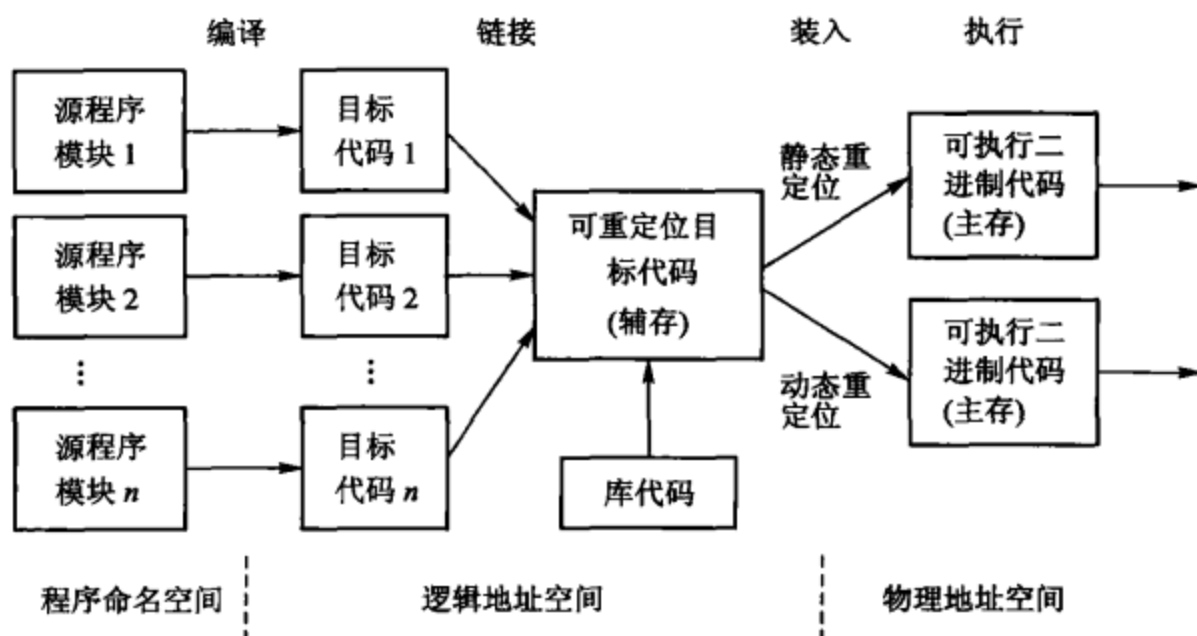 编译
链接
装入
执行
源程序
模块 1
目标
代码 1
静态重
定位
可执行二
进制代码
(主存)
源程序
模块 2
目标
代码 2
可重定位目
标代码
(辅存)
⋮
⋮
动态重
定位
可执行二
进制代码
(主存)
源程序
模块 n
目标
代码 n
库代码
程序命名空间
逻辑地址空间
物理地址空间